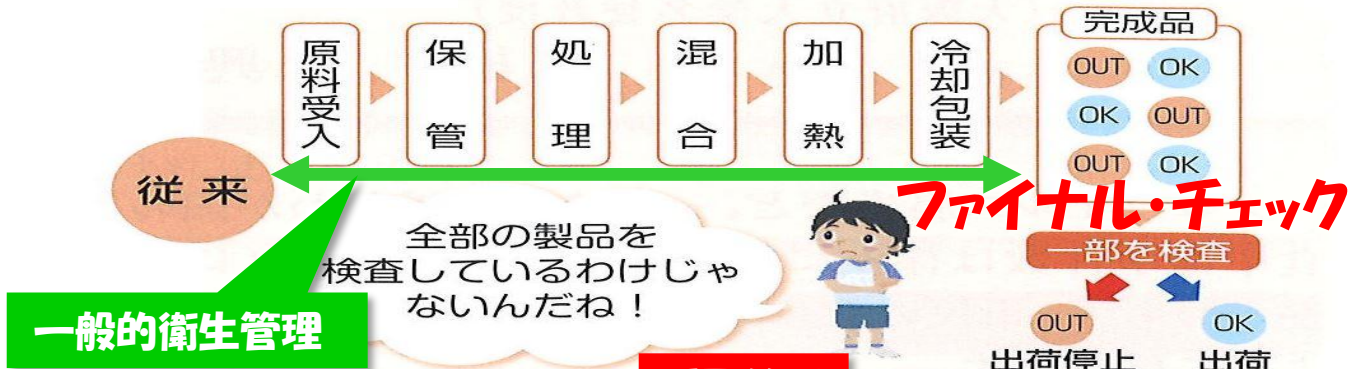 従来
原料受入
保管
処理
混合
加熱
冷却包装
完成品
OUT OK
OK OUT
OUT OK
ファイナル・チェック
一部を検査
OUT OK
出荷停止 出荷
全部の製品を
検査しているわけじゃ
ないんだね！
一般的衛生管理